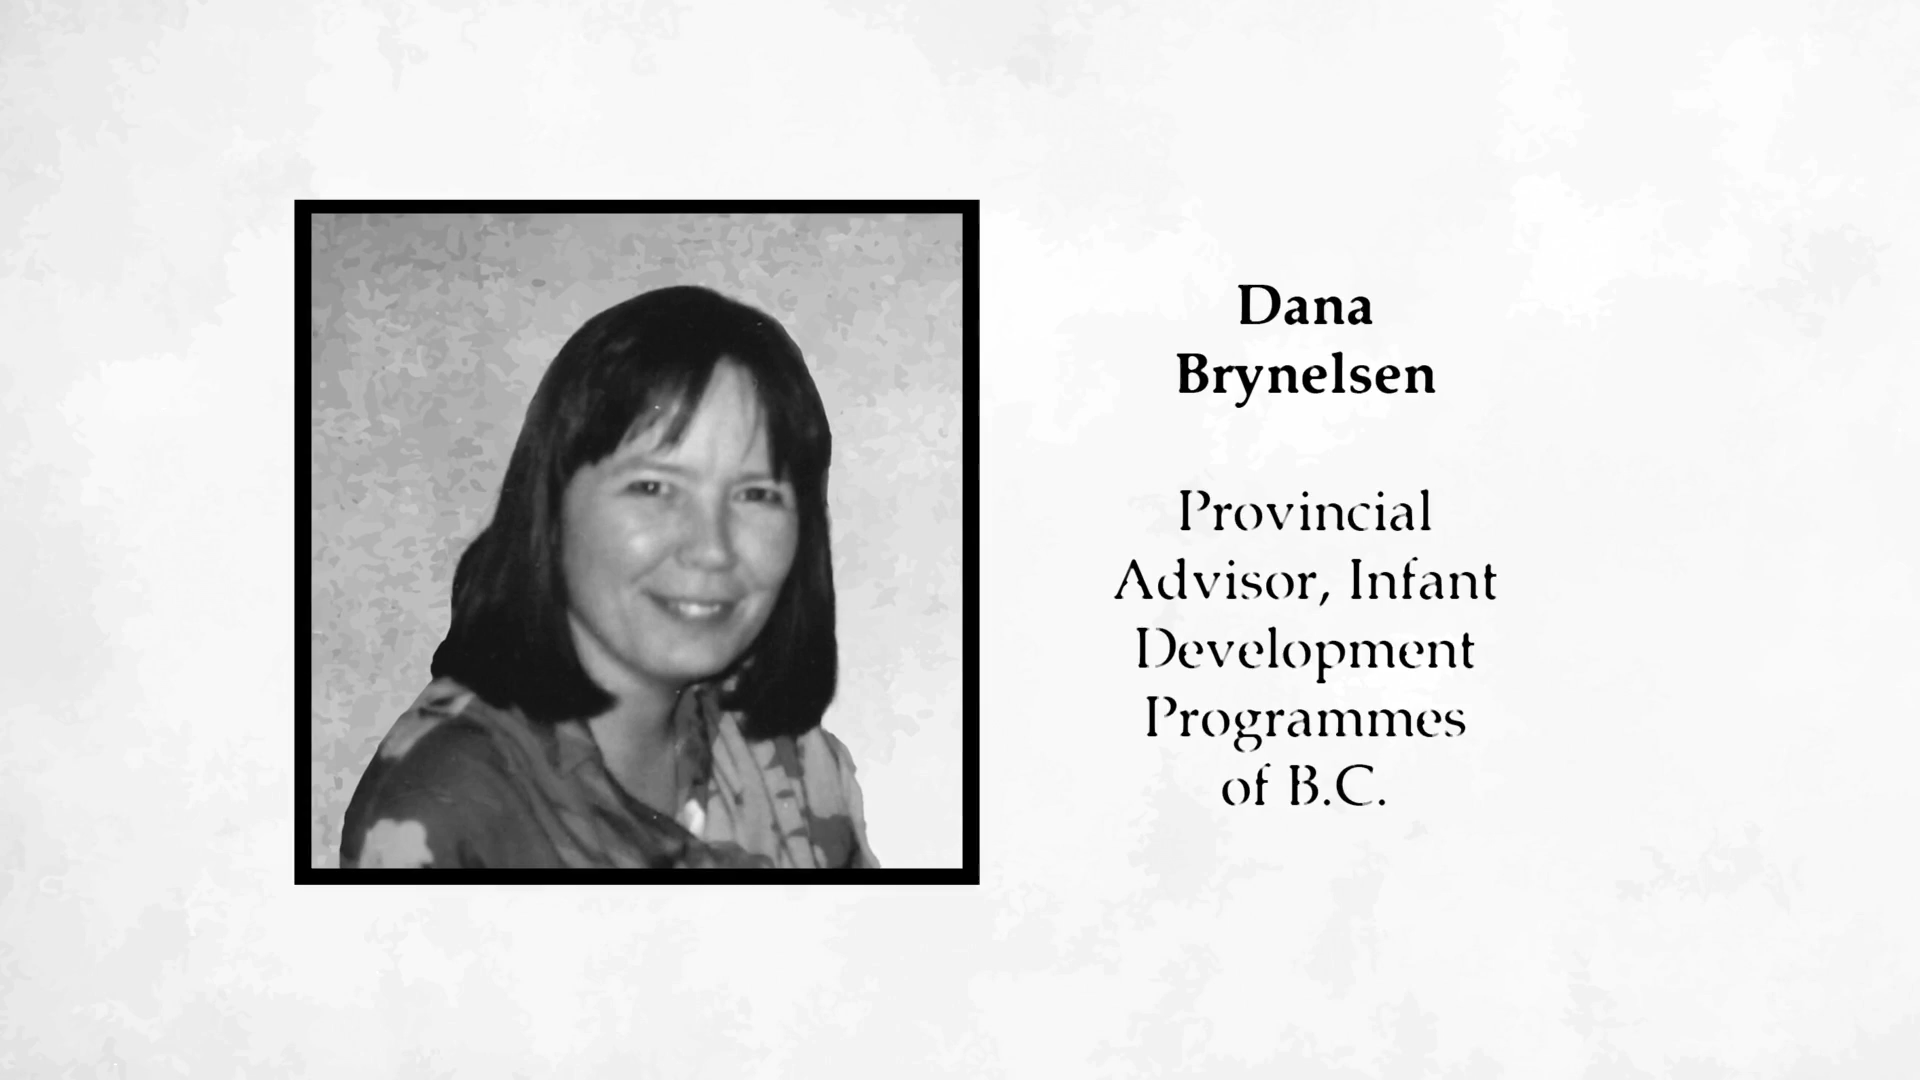 Dana
Brynelsen
Provincial
Advisor, Infant
Development
Programmes
of B.C.